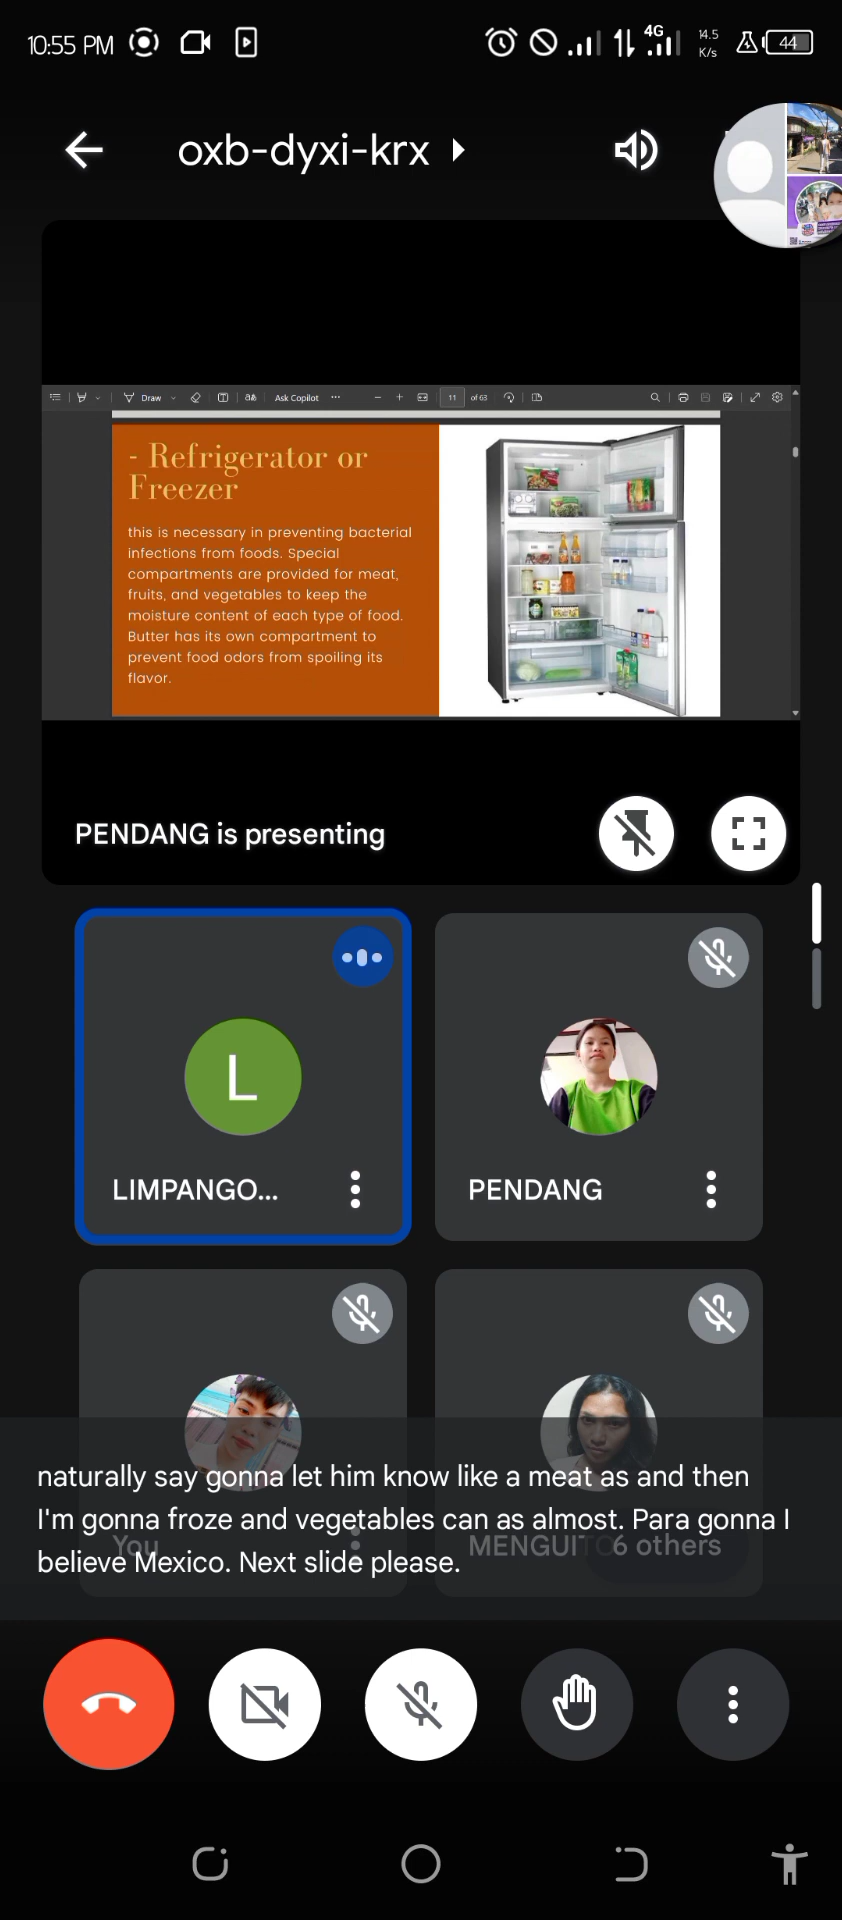 10:55 PM
4G
14.5
K/s
44
oxb-dyxi-krx
Draw
aあ
Ask Copilot
11
of 63
- Refrigerator or
Freezer
this is necessary in preventing bacterial
infections from foods. Special
compartments are provided for meat,
fruits, and vegetables to keep the
moisture content of each type of food.
Butter has its own compartment to
prevent food odors from spoiling its
flavor.
PENDANG is presenting
L
LIMPANGO...
PENDANG
You
MENGUITO
6 others
naturally say gonna let him know like a meat as and then
I'm gonna froze and vegetables can as almost. Para gonna I
believe Mexico. Next slide please.